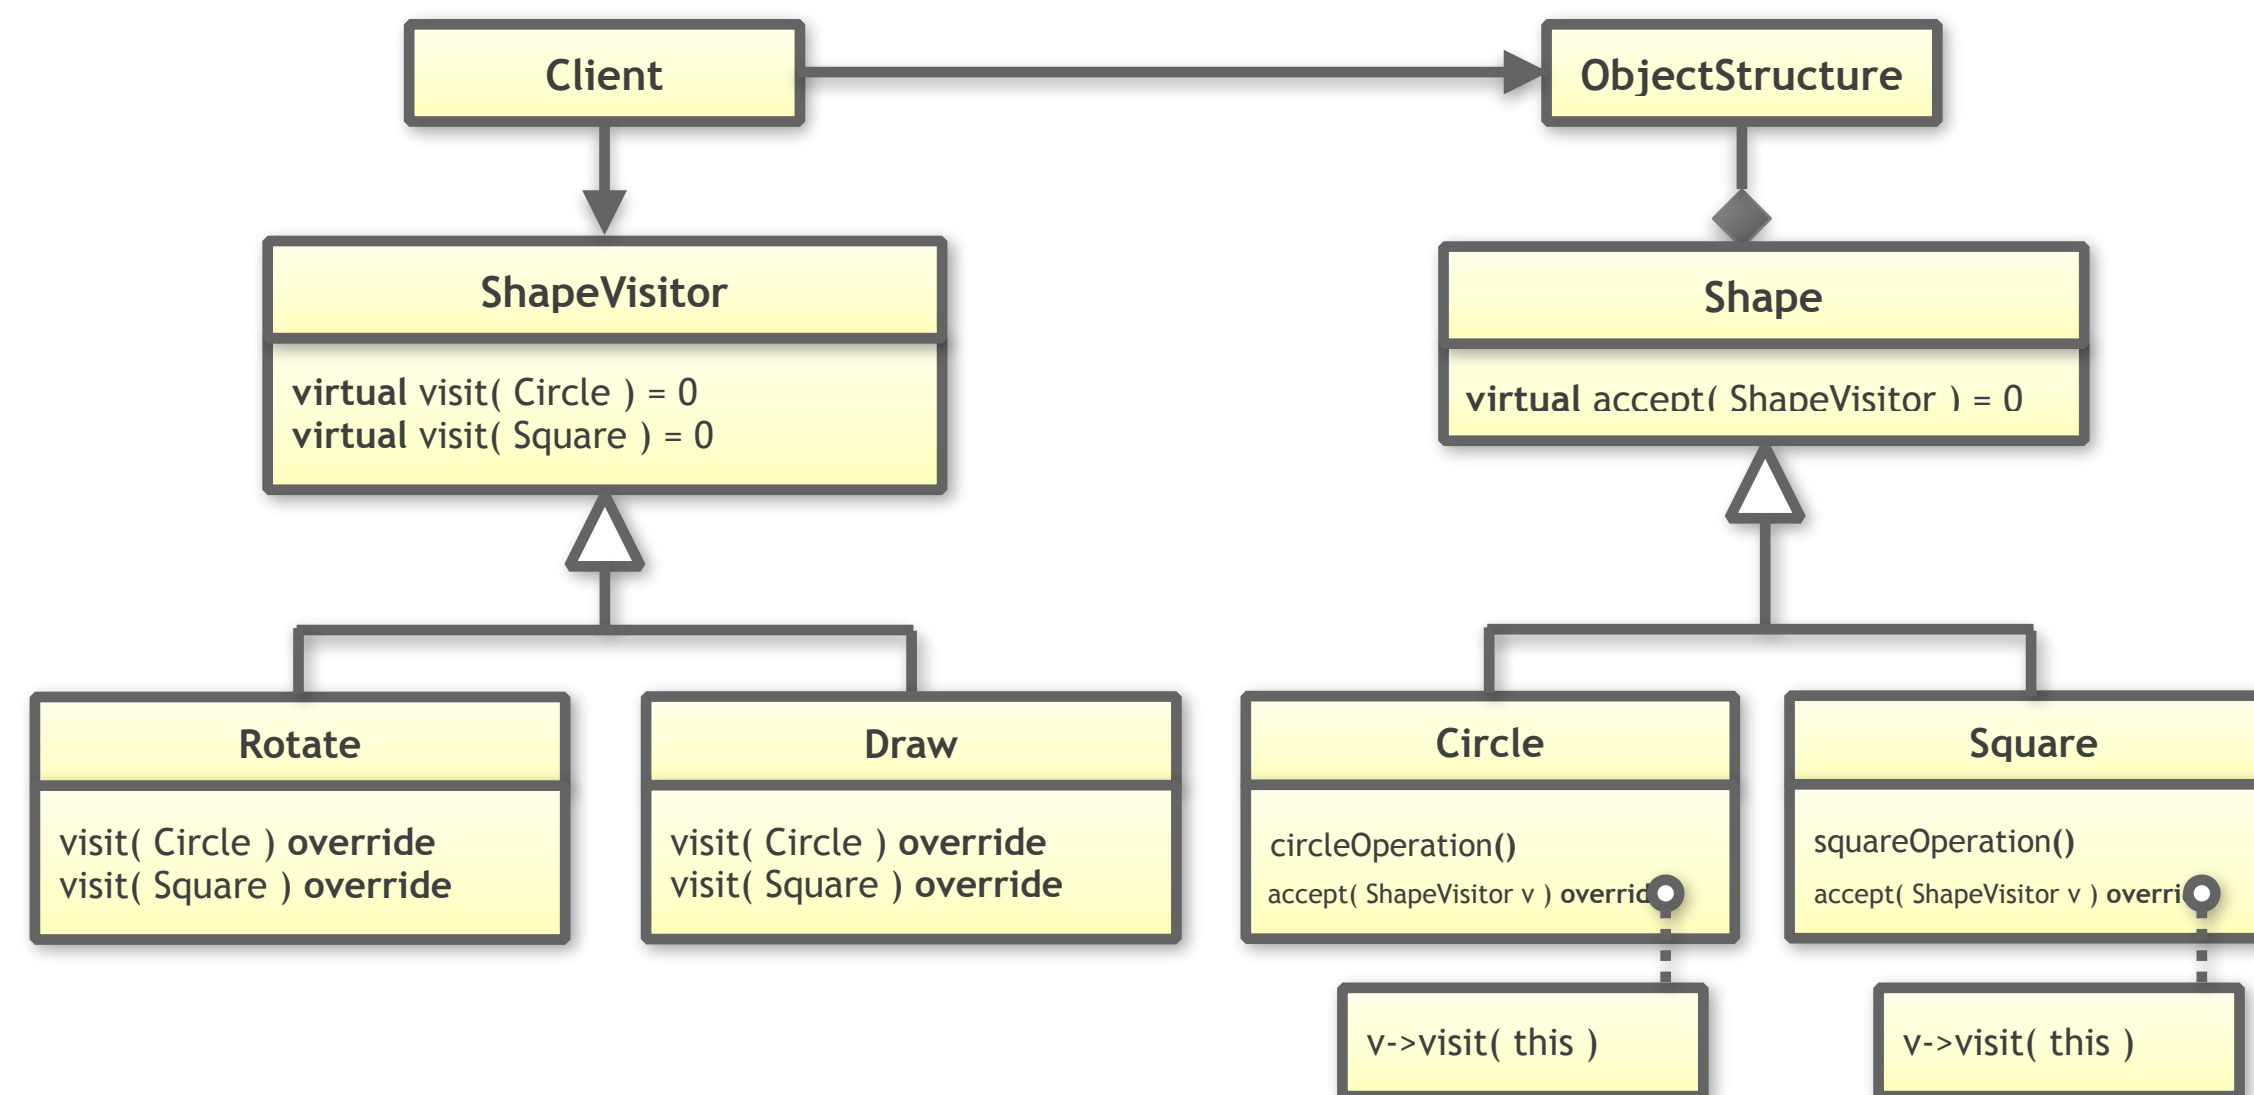 Client
ObjectStructure
ShapeVisitor
virtual visit( Circle ) = 0
virtual visit( Square ) = 0
Shape
virtual accept( ShapeVisitor ) = 0
Rotate
visit( Circle ) override
visit( Square ) override
Draw
visit( Circle ) override
visit( Square ) override
Circle
circleOperation()
accept( ShapeVisitor v ) overrid
Square
squareOperation()
accept( ShapeVisitor v ) overri
v->visit( this )
v->visit( this )